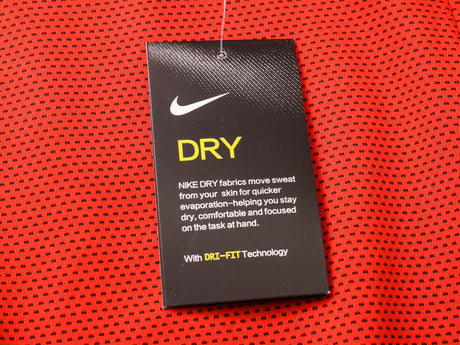 DRY
NIKE DRY fabrics move sweat
from your skin for quicker
evaporation–helping you stay
dry, comfortable and focused
on the task at hand.
With DRI–FIT Technology